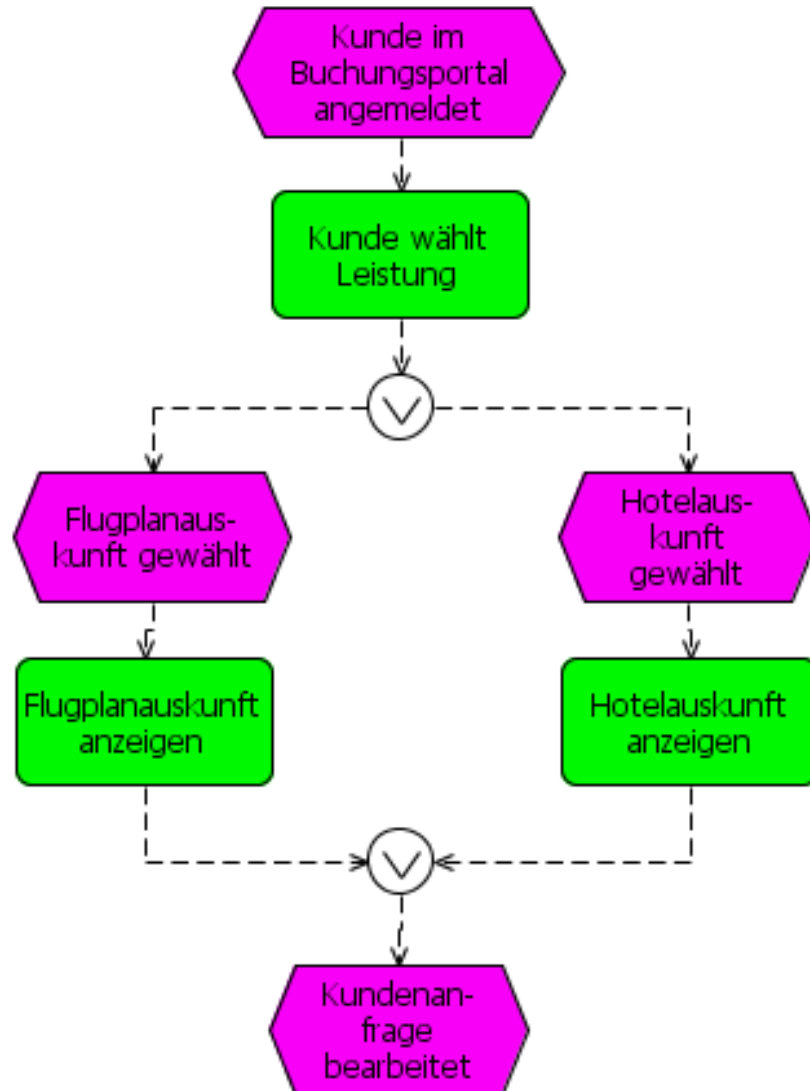 Kunde im
Buchungsportal
angemeldet
Kunde wählt
Leistung
Flugplanaus-
kunft gewählt
Hotelaus-
kunft
gewählt
Flugplanauskunft
anzeigen
Hotelauskunft
anzeigen
Kundenan-
frage
bearbeitet